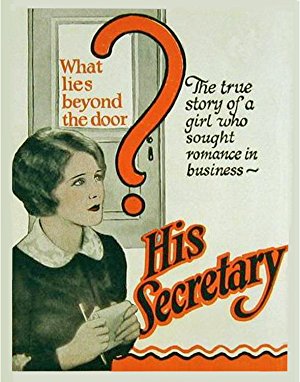 What
lies
beyond
the door
?
The true
story of a
girl who
sought
romance in
business~
His
Secretary